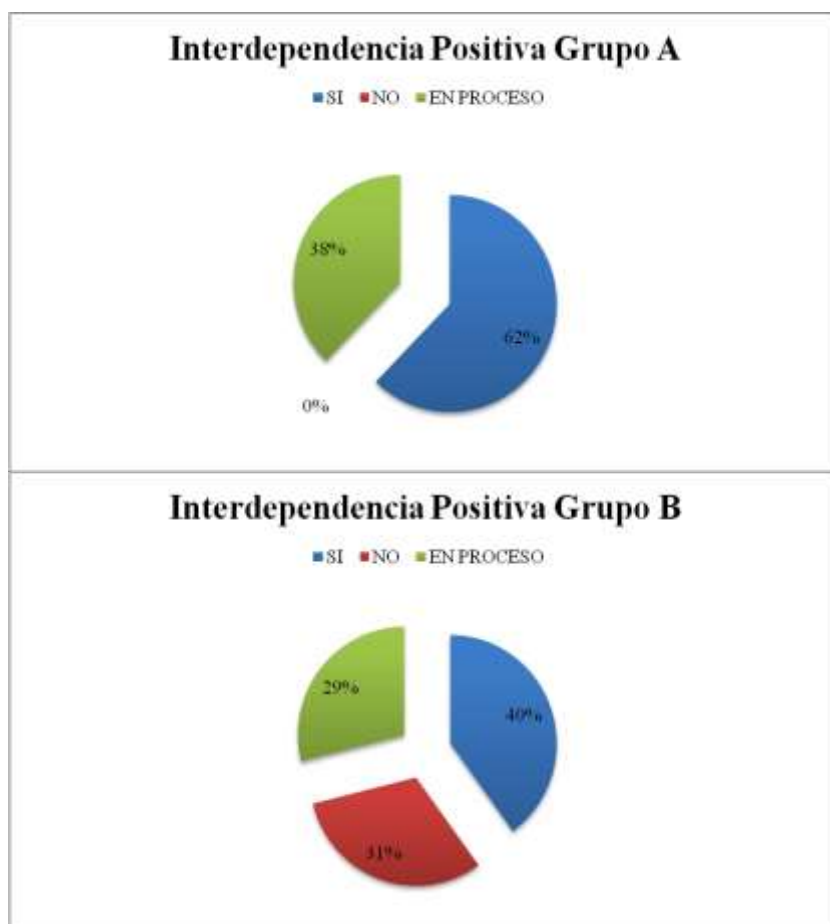 Interdependencia Positiva Grupo A
SI NO EN PROCESO
38%
62%
0%
Interdependencia Positiva Grupo B
SI NO EN PROCESO
29%
40%
31%